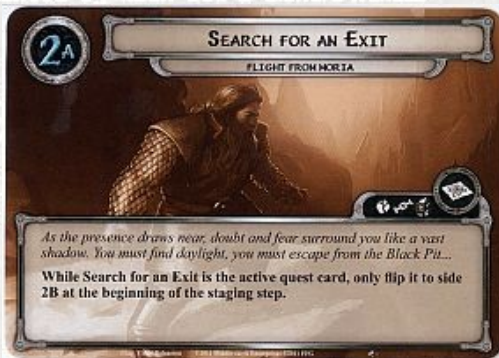 2A
SEARCH FOR AN EXIT
FLIGHT FROM MORIA
As the presence draws near, doubt and fear surround you like a vast
shadow. You must find daylight, you must escape from the Black Pit...
While Search for an Exit is the active quest card, only flip it to side
2B at the beginning of the staging step.